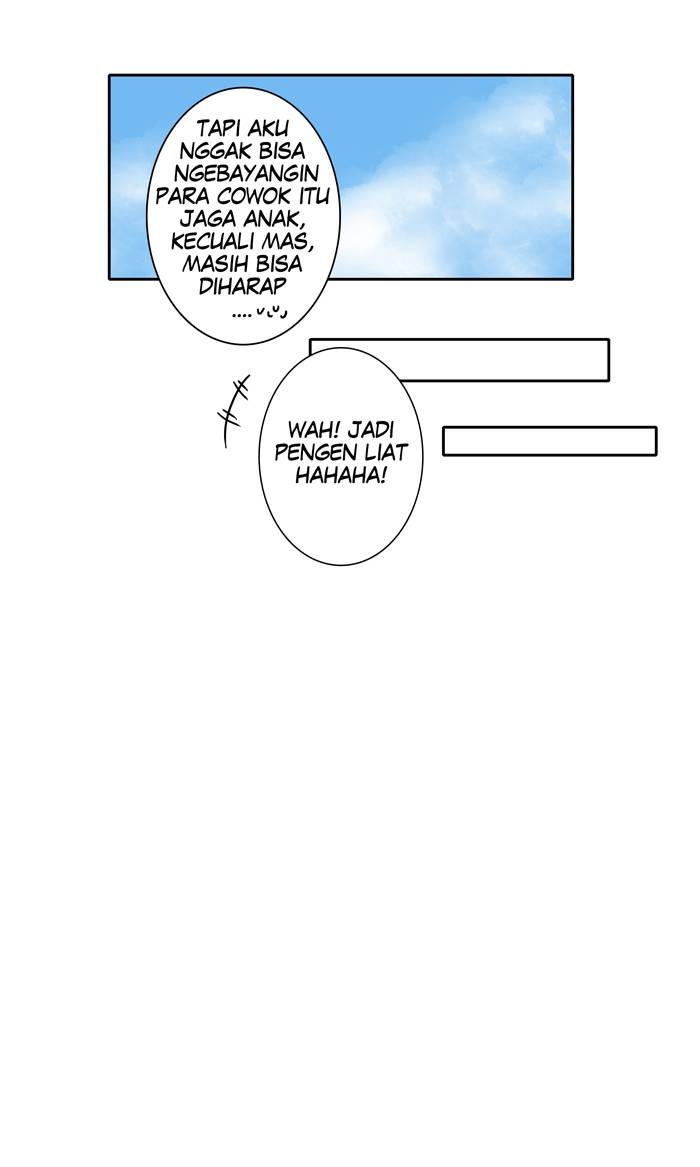 TAPI AKU
NGGAK BISA
NGEBAYANGIN
PARA COWOK ITU
JAGA ANAK,
KECUALI MAS,
MASIH BISA
DIHARAP
....
WAH! JADI
PENGEN LIAT
HAHAHA!